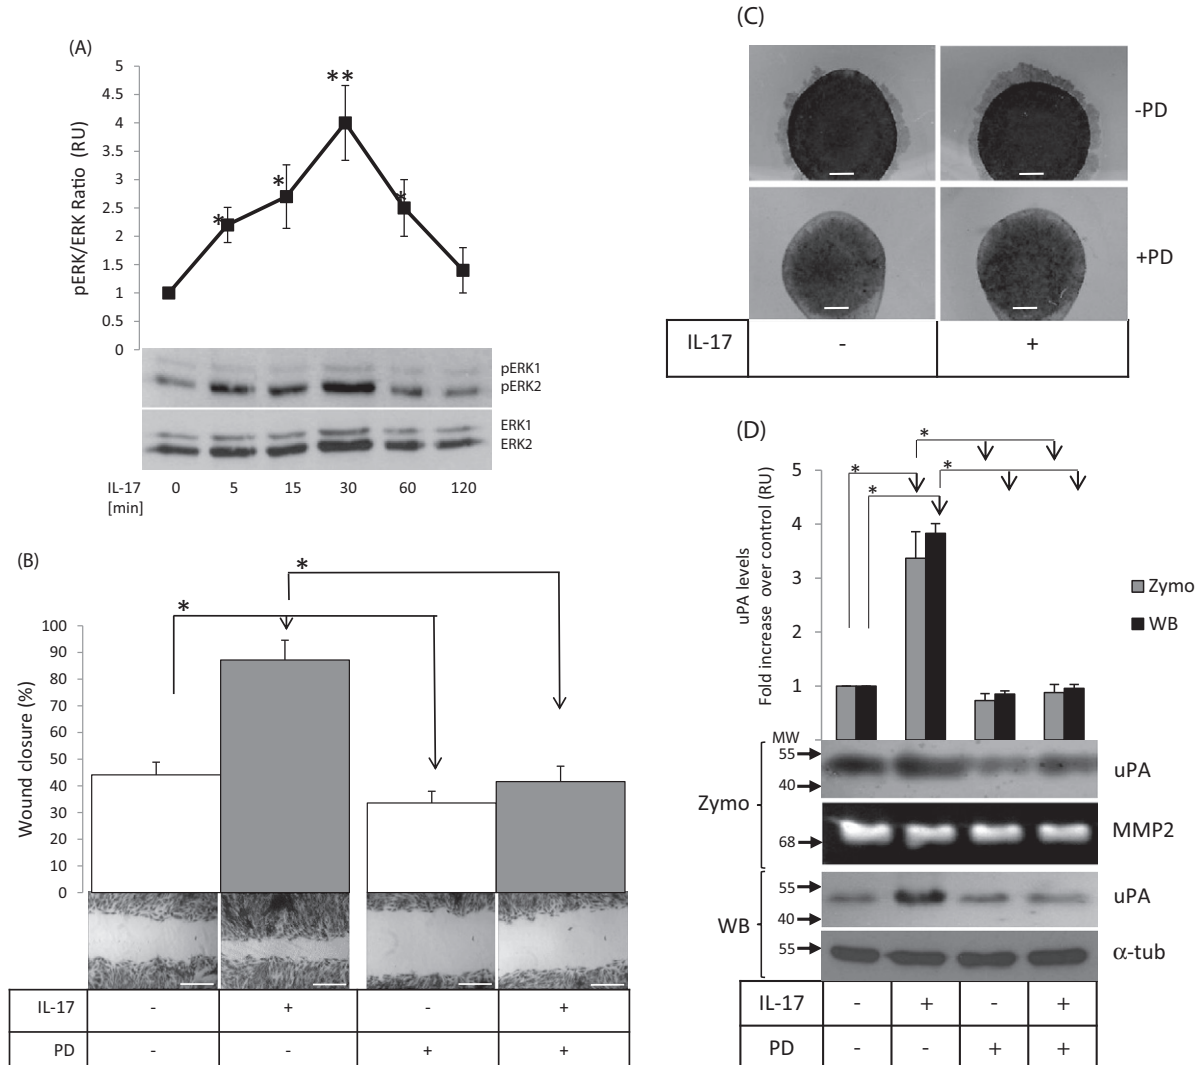 (A)
pERK/ERK Ratio (RU)
5
4.5
4
3.5
3
2.5
2
1.5
1
0.5
0
**
*
*
*
pERK1
pERK2
ERK1
ERK2
IL-17 [min]
0 5 15 30 60 120
(B)
Wound closure (%)
100
90
80
70
60
50
40
30
20
10
0
*
*
IL-17 - + - +
PD - - + +
(C)
-PD
+PD
IL-17 - +
(D)
uPA levels
Fold increase over control (RU)
5
4
3
2
1
*
*
*
*
Zymo
WB
MW
Zymo
55
40
uPA
68
MMP2
WB
55
40
uPA
55
α-tub
IL-17 - + - +
PD - - + +